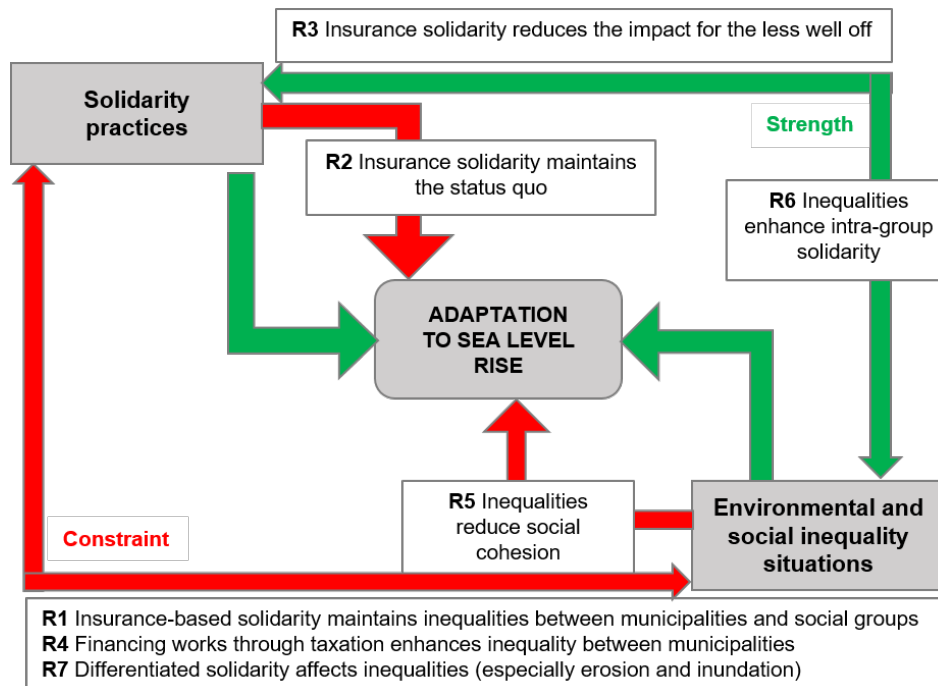 R3 Insurance solidarity reduces the impact for the less well off
Solidarity
practices
Strength
R2 Insurance solidarity maintains
the status quo
R6 Inequalities
enhance intra-group
solidarity
ADAPTATION
TO SEA LEVEL
RISE
R5 Inequalities
reduce social
cohesion
Environmental and
social inequality
situations
Constraint
R1 Insurance-based solidarity maintains inequalities between municipalities and social groups
R4 Financing works through taxation enhances inequality between municipalities
R7 Differentiated solidarity affects inequalities (especially erosion and inundation)